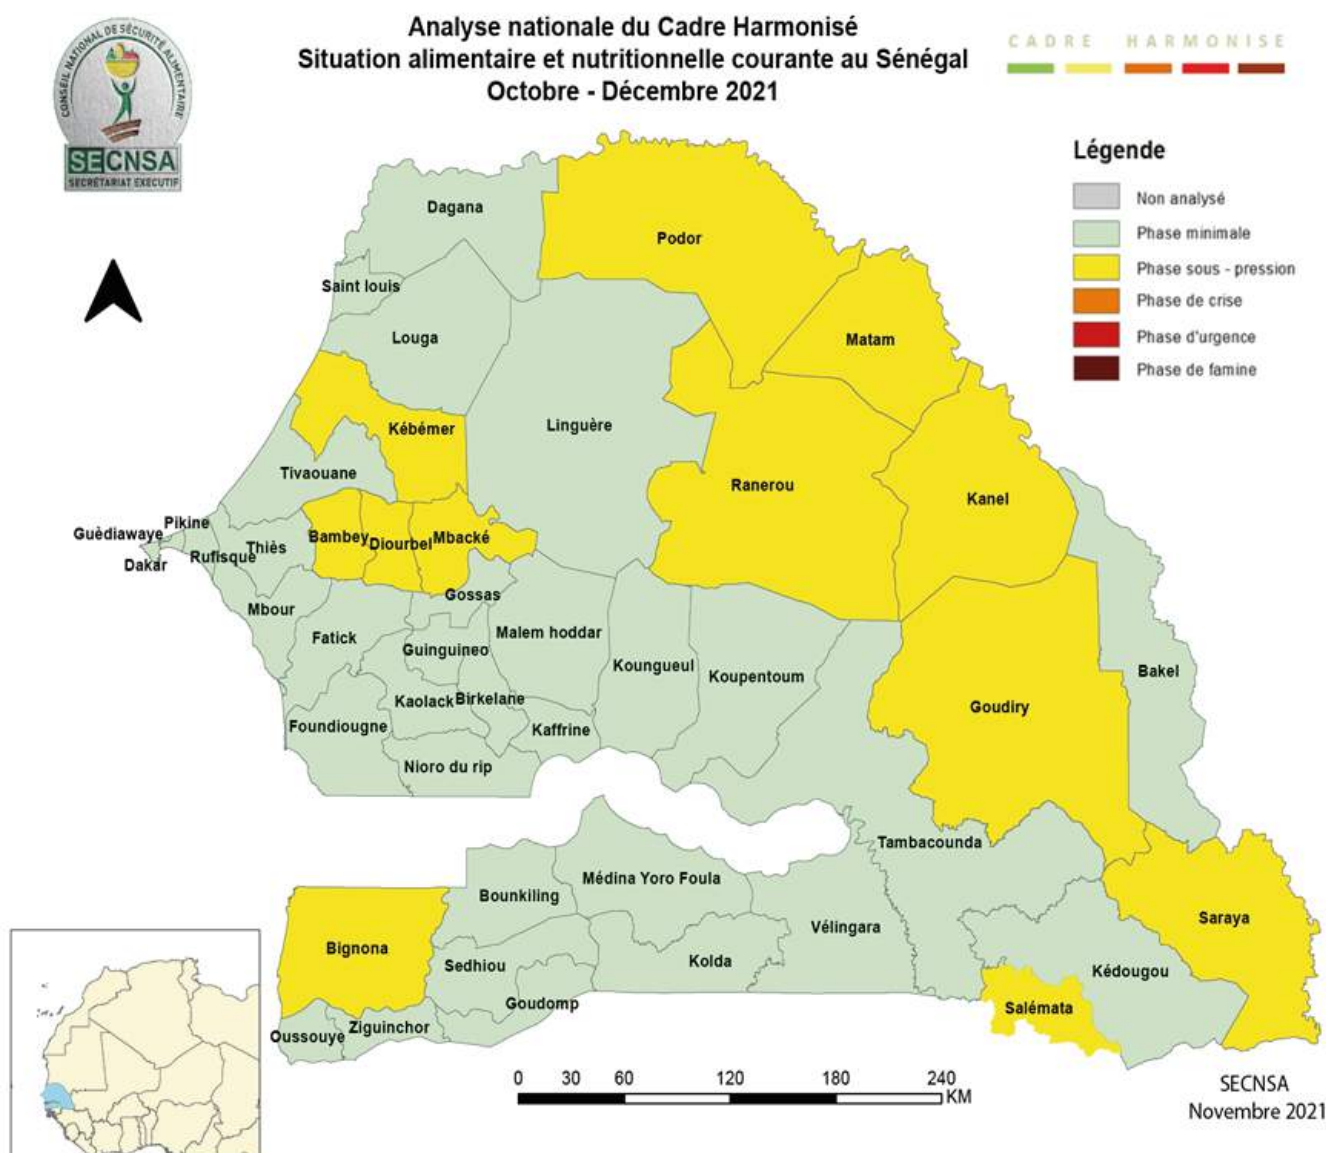 Analyse nationale du Cadre Harmonisé
Situation alimentaire et nutritionnelle courante au Sénégal
Octobre - Décembre 2021
CADRE HARMONISE
CONSEIL NATIONAL DE SÉCURITÉ ALIMENTAIRE
SECNSA
SECRÉTARIAT EXECUTIF
Légende
Non analysé
Phase minimale
Phase sous - pression
Phase de crise
Phase d'urgence
Phase de famine
Dagana
Podor
Saint louis
Louga
Matam
Linguère
Kébémer
Tivaouane
Ranerou
Kanel
Pikine
Guèdiawaye
Thiès
Bambey
Diourbel
Mbacké
Rufisque
Dakar
Gossas
Mbour
Fatick
Guinguineo
Malem hoddar
Koungueul
Koupentoum
Bakel
Kaolack
Birkelane
Goudiry
Foundiougne
Kaffrine
Nioro du rip
Tambacounda
Médina Yoro Foula
Bounkiling
Vélingara
Saraya
Bignona
Sedhiou
Kolda
Kédougou
Goudomp
Salémata
Oussouye
Ziguinchor
0 30 60 120 180 240
KM
SECNSA
Novembre 2021